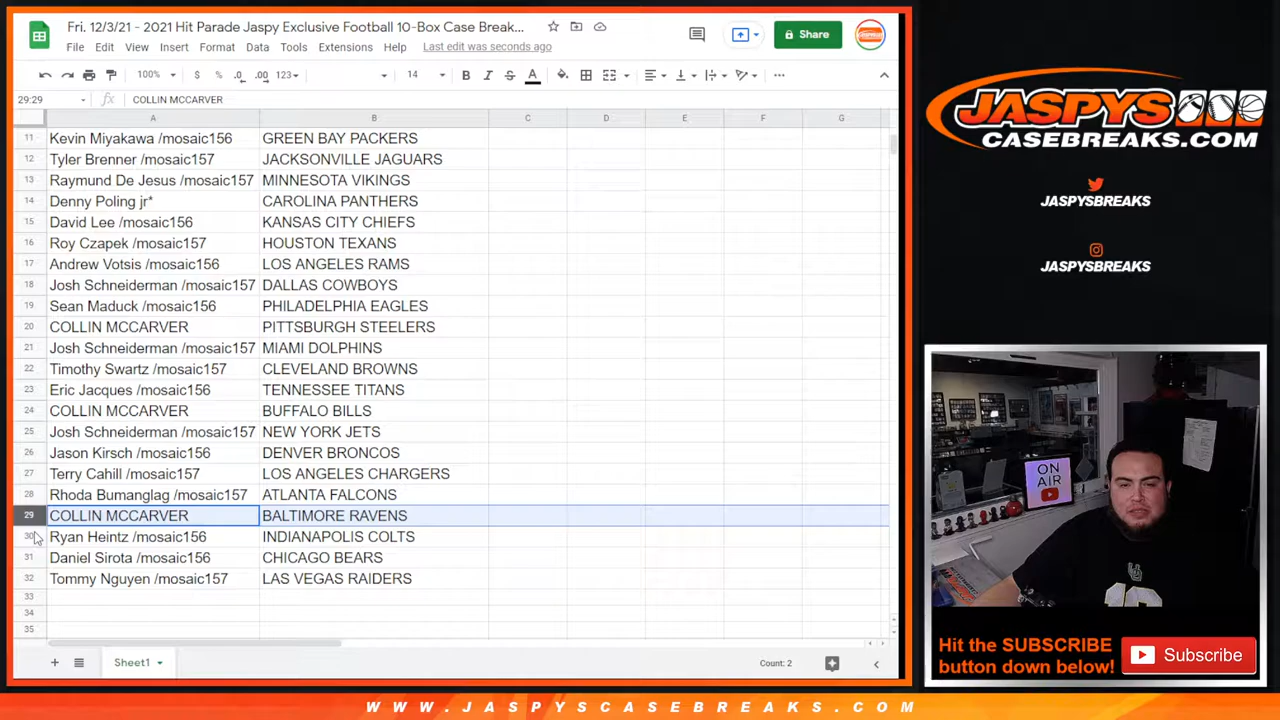 Fri. 12/3/21 - 2021 Hit Parade Jaspy Exclusive Football 10-Box Case Break...
File Edit View Insert Format Data Tools Extensions Help Last edit was seconds ago
Share
100% $ % .0 .00 123 14 B I S A
29:29 fx COLLIN MCCARVER
A B C D E F G
11 Kevin Miyakawa /mosaic156 GREEN BAY PACKERS
12 Tyler Brenner /mosaic157 JACKSONVILLE JAGUARS
13 Raymund De Jesus /mosaic157 MINNESOTA VIKINGS
14 Denny Poling jr* CAROLINA PANTHERS
15 David Lee /mosaic156 KANSAS CITY CHIEFS
16 Roy Czapek /mosaic157 HOUSTON TEXANS
17 Andrew Votsis /mosaic156 LOS ANGELES RAMS
18 Josh Schneiderman /mosaic157 DALLAS COWBOYS
19 Sean Maduck /mosaic156 PHILADELPHIA EAGLES
20 COLLIN MCCARVER PITTSBURGH STEELERS
21 Josh Schneiderman /mosaic157 MIAMI DOLPHINS
22 Timothy Swartz /mosaic157 CLEVELAND BROWNS
23 Eric Jacques /mosaic156 TENNESSEE TITANS
24 COLLIN MCCARVER BUFFALO BILLS
25 Josh Schneiderman /mosaic157 NEW YORK JETS
26 Jason Kirsch /mosaic156 DENVER BRONCOS
27 Terry Cahill /mosaic157 LOS ANGELES CHARGERS
28 Rhoda Bumanglag /mosaic157 ATLANTA FALCONS
29 COLLIN MCCARVER BALTIMORE RAVENS
30 Ryan Heintz /mosaic156 INDIANAPOLIS COLTS
31 Daniel Sirota /mosaic156 CHICAGO BEARS
32 Tommy Nguyen /mosaic157 LAS VEGAS RAIDERS
33
34
35
Sheet1
Count: 2
JASPYS
CASEBREAKS.COM
JASPYSBREAKS
JASPYSBREAKS
ON
AIR
Hit the SUBSCRIBE
button down below!
Subscribe
WWW.JASPYSCASEBREAKS.COM